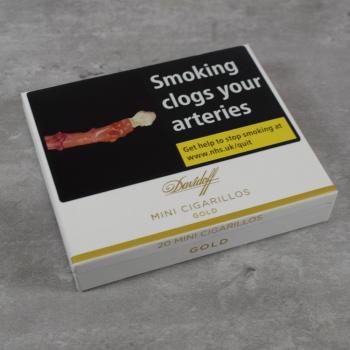 Smoking
clogs your
arteries
Get help to stop smoking at
www.nhs.uk/quit
Davidoff
MINI CIGARILLOS
GOLD
20 MINI CIGARILLOS
GOLD